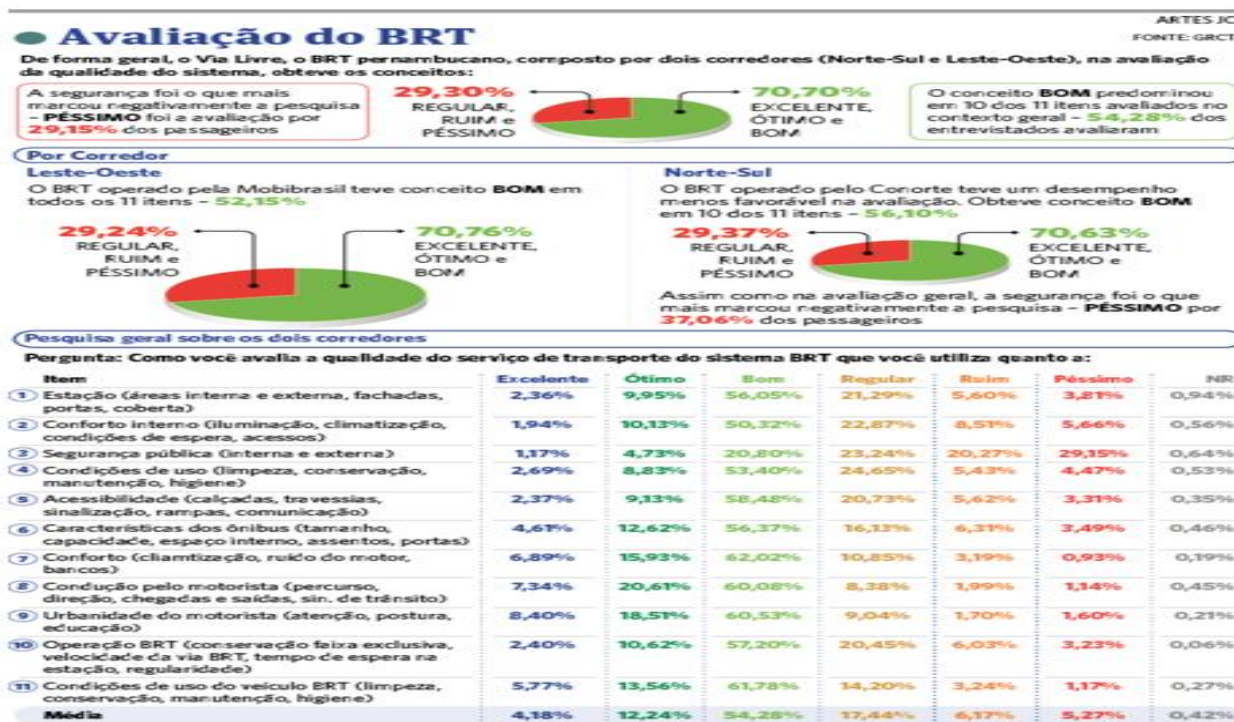 ARTES JC
Avaliação do BRT
FONTE: GRCT
De forma geral, o Via Livre, o BRT pernambucano, composto por dois corredores (Norte-Sul e Leste-Oeste), na avaliação
da qualidade do sistema, obteve os conceitos:
A segurança foi o que mais
marcou negativamente a pesquisa
- PÉSSIMO foi a avaliação por
29,15% dos passageiros
29,30%
REGULAR,
RUIM e
PÉSSIMO
70,70%
EXCELENTE,
ÓTIMO e
BOM
O conceito BOM predominou
em 10 dos 11 itens avaliados no
contexto geral - 54,28% dos
entrevistados avaliaram
Por Corredor
Leste-Oeste
O BRT operado pela Mobibrasil teve conceito BOM em
todos os 11 itens - 52,15%
29,24%
REGULAR,
RUIM e
PÉSSIMO
70,76%
EXCELENTE,
ÓTIMO e
BOM
Norte-Sul
O BRT operado pelo Conorte teve um desempenho
menos favorável na avaliação. Obteve conceito BOM
em 10 dos 11 itens - 56,10%
29,37%
REGULAR,
RUIM e
PÉSSIMO
70,63%
EXCELENTE,
ÓTIMO e
BOM
Assim como na avaliação geral, a segurança foi o que
mais marcou negativamente a pesquisa - PÉSSIMO por
37,06% dos passageiros
Pesquisa geral sobre os dois corredores
Pergunta: Como você avalia a qualidade do serviço de transporte do sistema BRT que você utiliza quanto a:
Item Excelente Ótimo Bom Regular Ruim Péssimo NR
1 Estação (áreas interna e externa, fachadas, 2,36% 9,95% 56,05% 21,29% 5,60% 3,81% 0,94%
portas, coberta)
2 Conforto interno (iluminação, climatização, 1,94% 10,13% 50,32% 22,87% 8,51% 5,66% 0,56%
condições de espera, acessos)
3 Segurança pública (interna e externa) 1,17% 4,73% 20,80% 23,24% 20,27% 29,15% 0,64%
4 Condições de uso (limpeza, conservação, 2,69% 8,83% 53,40% 24,65% 5,43% 4,47% 0,53%
manutenção, higiene)
5 Acessibilidade (calçadas, travessias, 2,37% 9,13% 58,48% 20,73% 5,62% 3,31% 0,35%
sinalização, rampas, comunicação)
6 Características dos ônibus (tamanho, 4,61% 12,62% 56,37% 16,13% 6,31% 3,49% 0,46%
capacidade, espaço interno, assentos, portas)
7 Conforto (cliamtização, ruído do motor, 6,89% 15,93% 62,02% 10,85% 3,19% 0,93% 0,19%
bancos)
8 Condução pelo motorista (percurso, 7,34% 20,61% 60,08% 8,38% 1,99% 1,14% 0,45%
direção, chegadas e saídas, sin. de trânsito)
9 Urbanidade do motorista (atenção, postura, 8,40% 18,51% 60,53% 9,04% 1,70% 1,60% 0,21%
educação)
10 Operação BRT (conservação faixa exclusiva, 2,40% 10,62% 57,20% 20,45% 6,03% 3,23% 0,06%
velocidade da via BRT, tempo de espera na
estação, regularidade)
11 Condições de uso do veículo BRT (limpeza, 5,77% 13,56% 61,78% 14,20% 3,24% 1,17% 0,27%
conservação, manutenção, higiene)
Média 4,18% 12,24% 54,28% 17,44% 6,17% 5,27% 0,42%